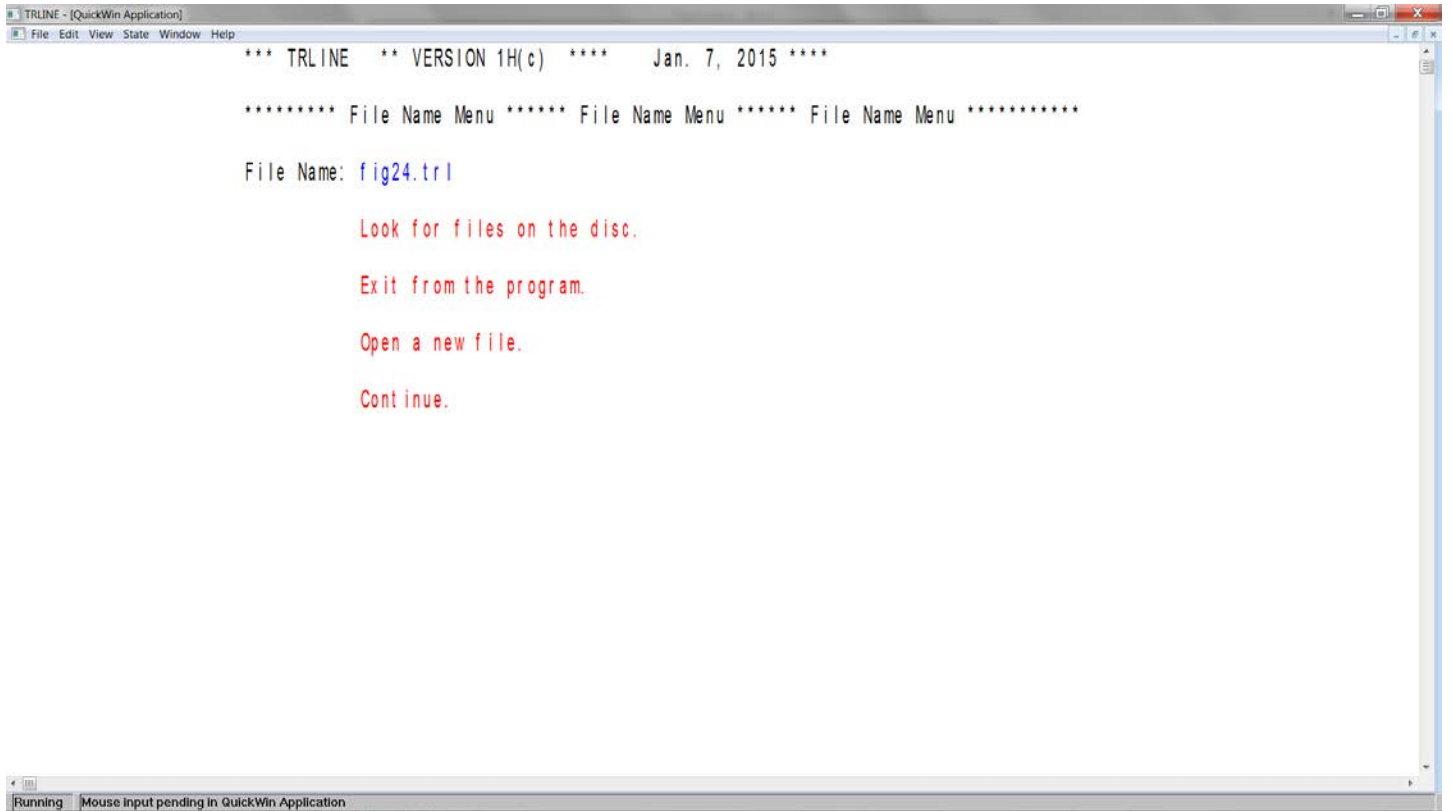 TRLINE - [QuickWin Application]
File Edit View State Window Help
*** TRLINE ** VERSION 1H(c) **** Jan. 7, 2015 ****
********* File Name Menu ****** File Name Menu ****** File Name Menu ***********
File Name: fig24.trl
Look for files on the disc.
Exit from the program.
Open a new file.
Continue.
Running Mouse input pending in QuickWin Application